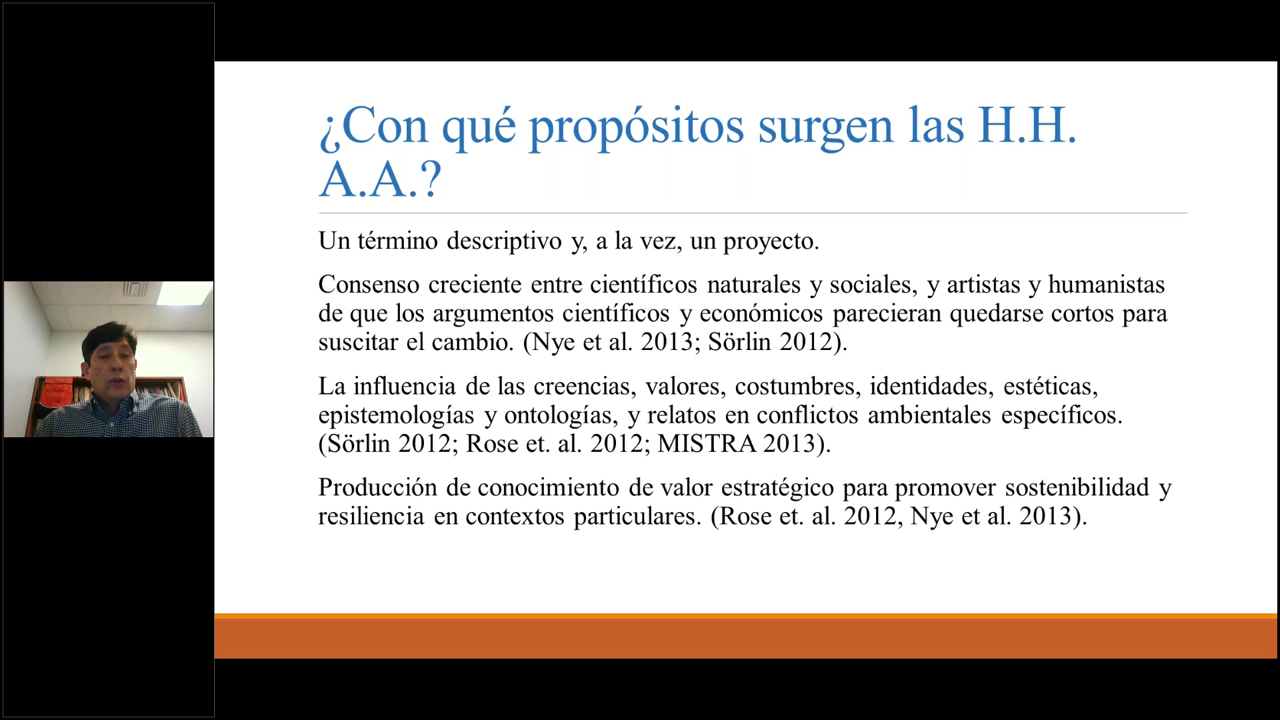 ¿Con qué propósitos surgen las H.H.
A.A.?
Un término descriptivo y, a la vez, un proyecto.
Consenso creciente entre científicos naturales y sociales, y artistas y humanistas
de que los argumentos científicos y económicos parecieran quedarse cortos para
suscitar el cambio. (Nye et al. 2013; Sörlin 2012).
La influencia de las creencias, valores, costumbres, identidades, estéticas,
epistemologías y ontologías, y relatos en conflictos ambientales específicos.
(Sörlin 2012; Rose et. al. 2012; MISTRA 2013).
Producción de conocimiento de valor estratégico para promover sostenibilidad y
resiliencia en contextos particulares. (Rose et. al. 2012, Nye et al. 2013).